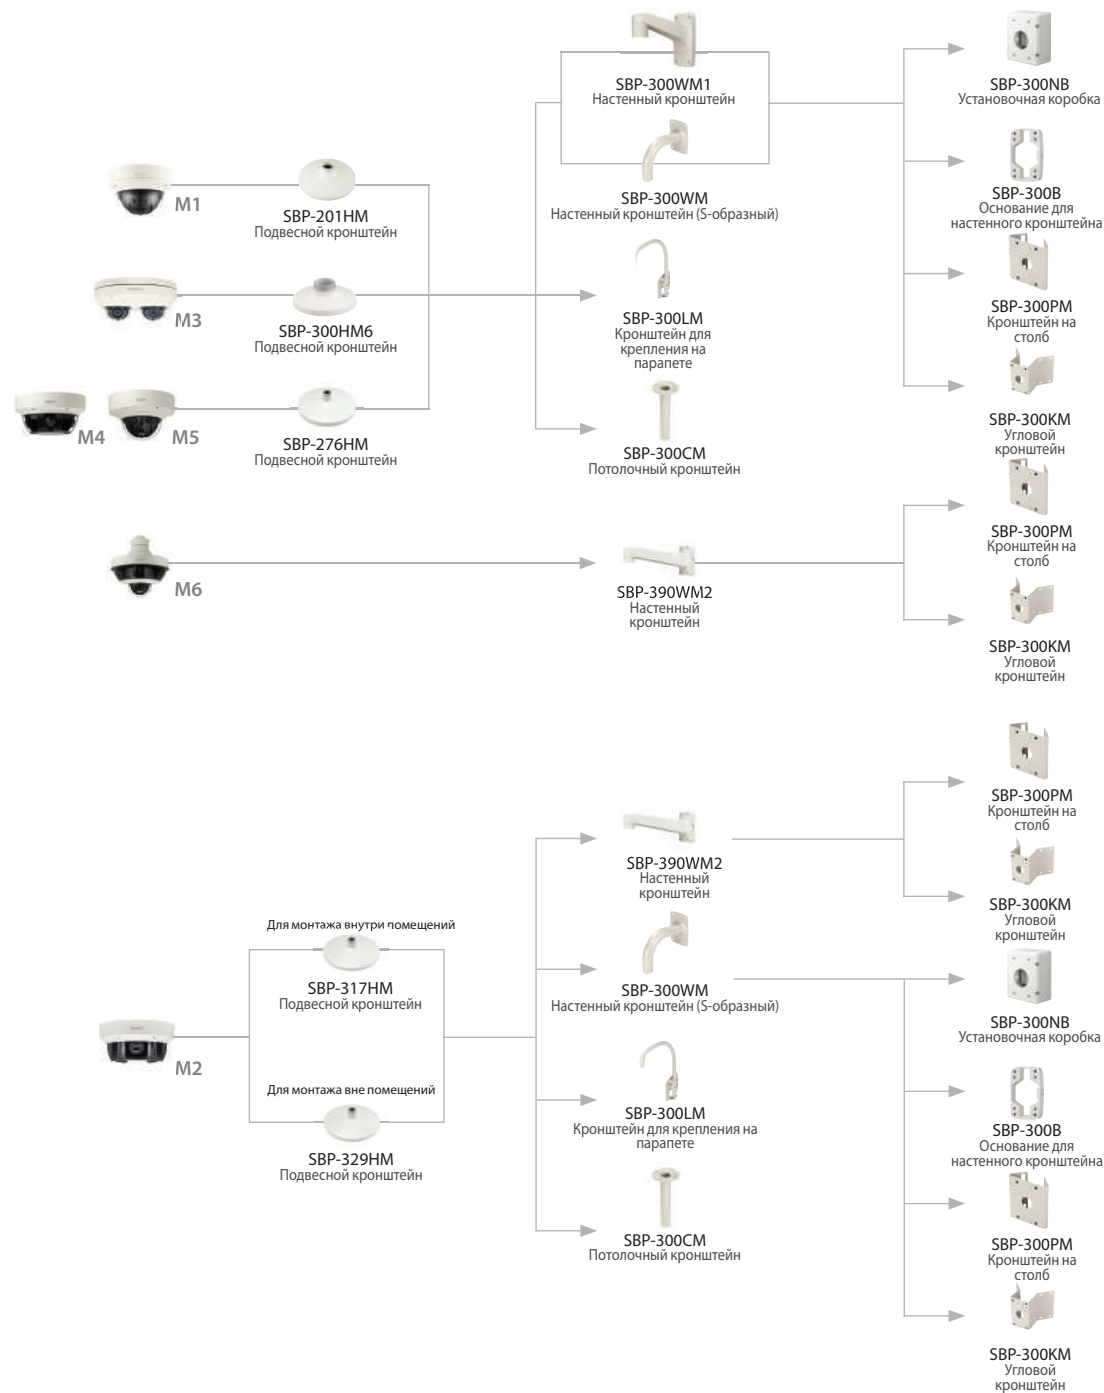 SBP-300WM1
Настенный кронштейн
SBP-300NB
Установочная коробка
M1
SBP-201HM
Подвесной кронштейн
SBP-300WM
Настенный кронштейн (S-образный)
SBP-300B
Основание для
настенного кронштейна
M3
SBP-300HM6
Подвесной кронштейн
SBP-300LM
Кронштейн для
крепления на
парапете
SBP-300PM
Кронштейн на
столб
M4
M5
SBP-276HM
Подвесной кронштейн
SBP-300CM
Потолочный кронштейн
SBP-300KM
Угловой
кронштейн
SBP-300PM
Кронштейн на
столб
M6
SBP-390WM2
Настенный
кронштейн
SBP-300KM
Угловой
кронштейн
SBP-300PM
Кронштейн на
столб
SBP-390WM2
Настенный
кронштейн
SBP-300KM
Угловой
кронштейн
Для монтажа внутри помещений
SBP-317HM
Подвесной кронштейн
SBP-300WM
Настенный кронштейн (S-образный)
SBP-300NB
Установочная коробка
M2
Для монтажа вне помещений
SBP-329HM
Подвесной кронштейн
SBP-300LM
Кронштейн для крепления на
парапете
SBP-300B
Основание для
настенного кронштейна
SBP-300CM
Потолочный кронштейн
SBP-300PM
Кронштейн на
столб
SBP-300KM
Угловой
кронштейн